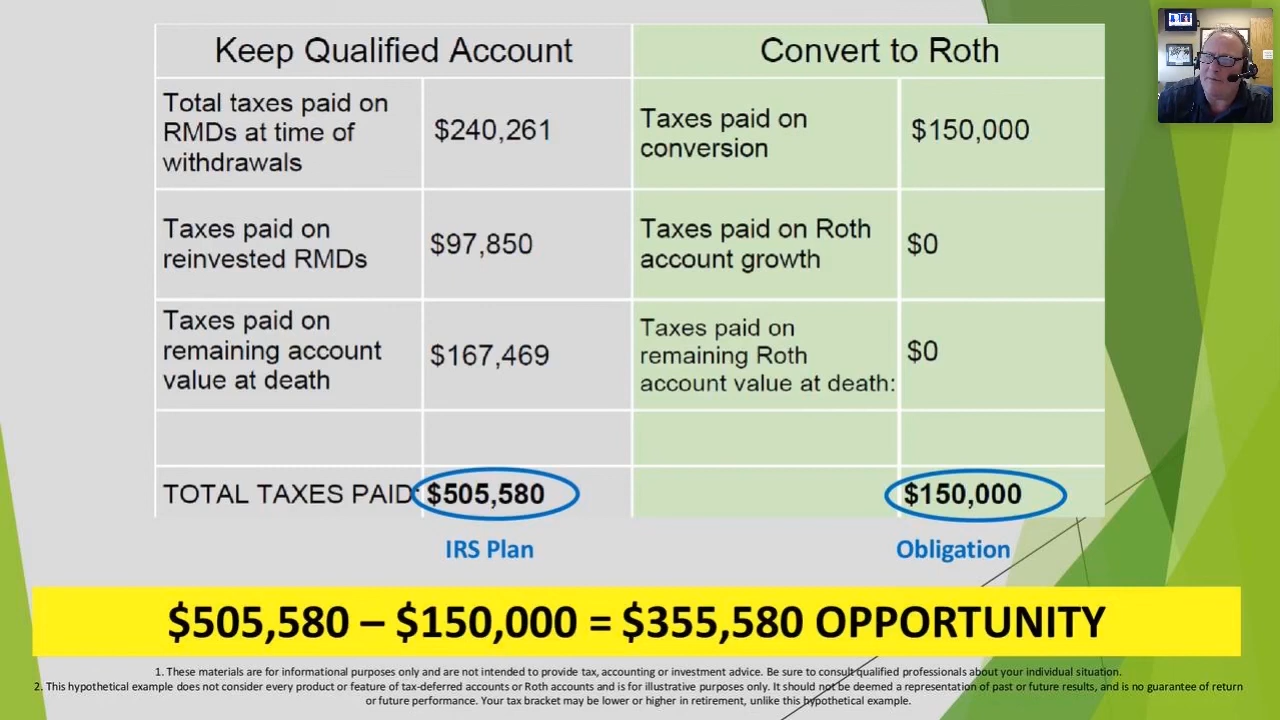 Keep Qualified Account
Convert to Roth
Total taxes paid on
RMDs at time of
withdrawals
$240,261
Taxes paid on
conversion
$150,000
Taxes paid on
reinvested RMDs
$97,850
Taxes paid on Roth
account growth
$0
Taxes paid on
remaining account
value at death
$167,469
Taxes paid on
remaining Roth
account value at death:
$0
TOTAL TAXES PAID:
$505,580
$150,000
IRS Plan
Obligation
$505,580 – $150,000 = $355,580 OPPORTUNITY
1. These materials are for informational purposes only and are not intended to provide tax, accounting or investment advice. Be sure to consult qualified professionals about your individual situation.
2. This hypothetical example does not consider every product or feature of tax-deferred accounts or Roth accounts and is for illustrative purposes only. It should not be deemed a representation of past or future results, and is no guarantee of return
or future performance. Your tax bracket may be lower or higher in retirement, unlike this hypothetical example.